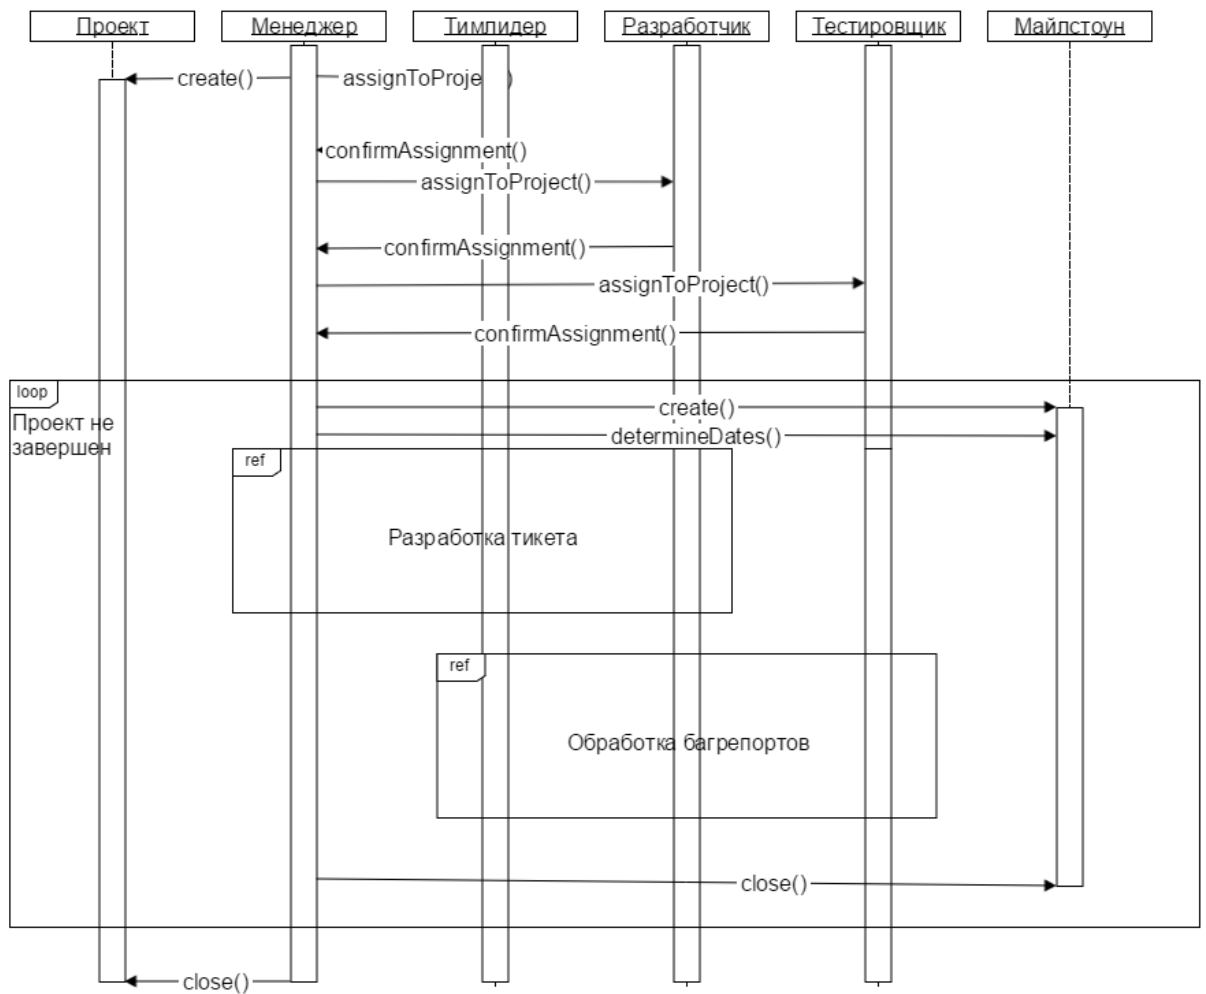 Проект
Менеджер
Тимлидер
Разработчик
Тестировщик
Майлстоун
create()
assignToProje )
confirmAssignment()
assignToProject()
confirmAssignment()
assignToProject()
confirmAssignment()
loop
Проект не
завершен
create()
determineDates()
ref
Разработка тикета
ref
Обработка багрепортов
close()
close()